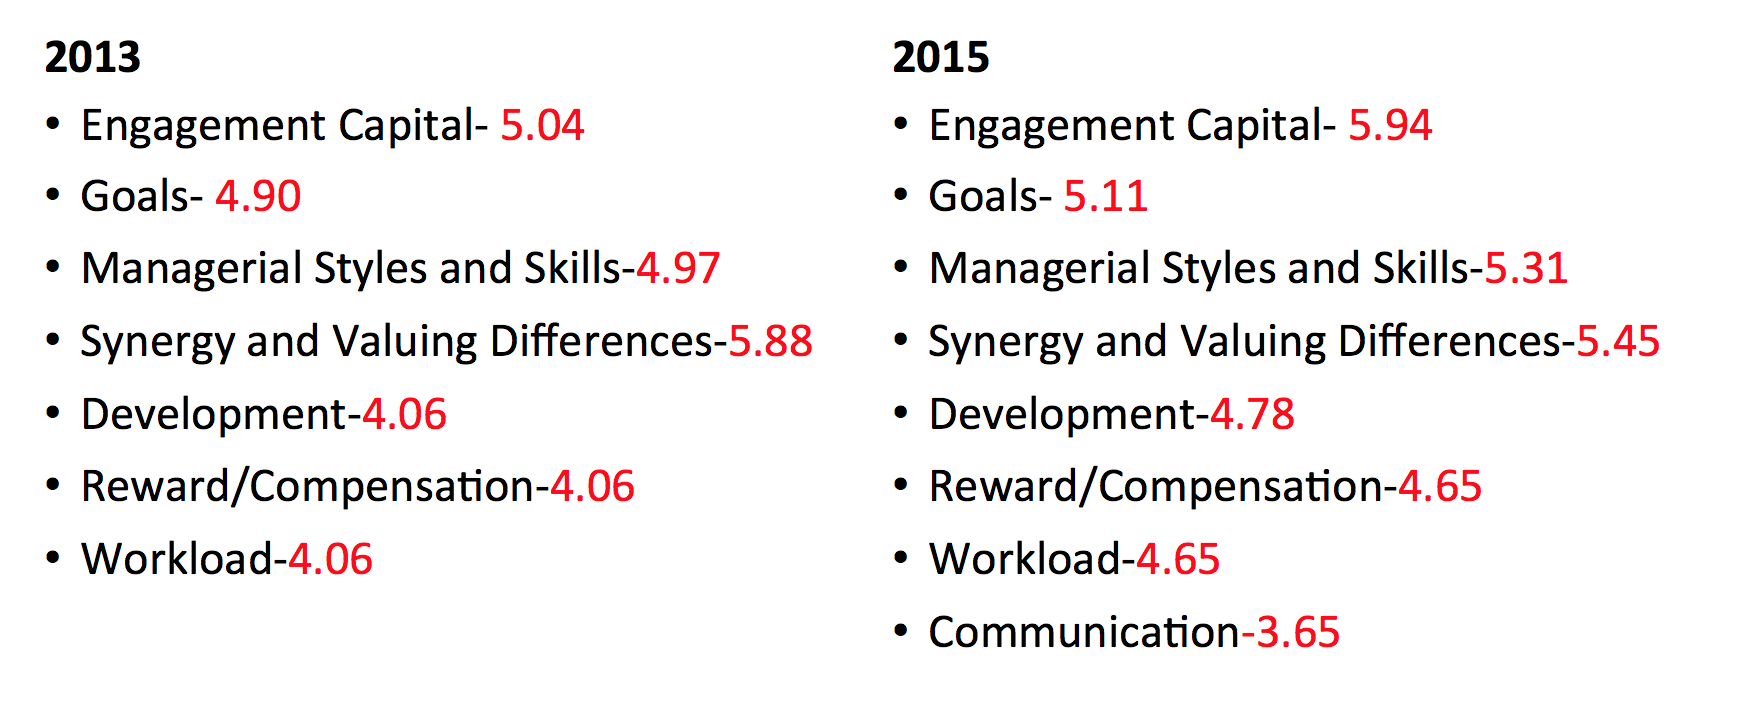 2013
• Engagement Capital- 5.04
• Goals- 4.90
• Managerial Styles and Skills-4.97
• Synergy and Valuing Differences-5.88
• Development-4.06
• Reward/Compensation-4.06
• Workload-4.06
2015
• Engagement Capital- 5.94
• Goals- 5.11
• Managerial Styles and Skills-5.31
• Synergy and Valuing Differences-5.45
• Development-4.78
• Reward/Compensation-4.65
• Workload-4.65
• Communication-3.65